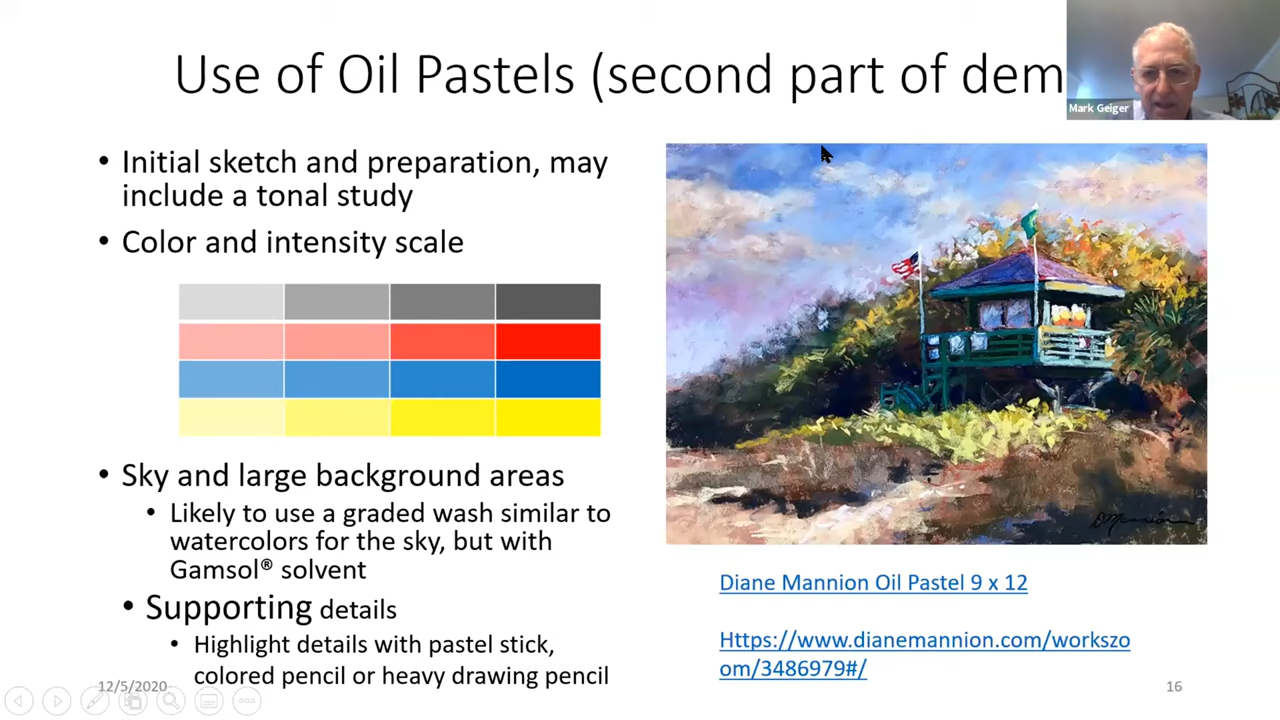 Use of Oil Pastels (second part of dem
Mark Geiger
• Initial sketch and preparation, may
include a tonal study
• Color and intensity scale
• Sky and large background areas
• Likely to use a graded wash similar to
watercolors for the sky, but with
Gamsol® solvent
• Supporting details
• Highlight details with pastel stick,
colored pencil or heavy drawing pencil
Diane Mannion Oil Pastel 9 x 12
Https://www.dianemannion.com/workszo
om/3486979#/
12/5/2020
16